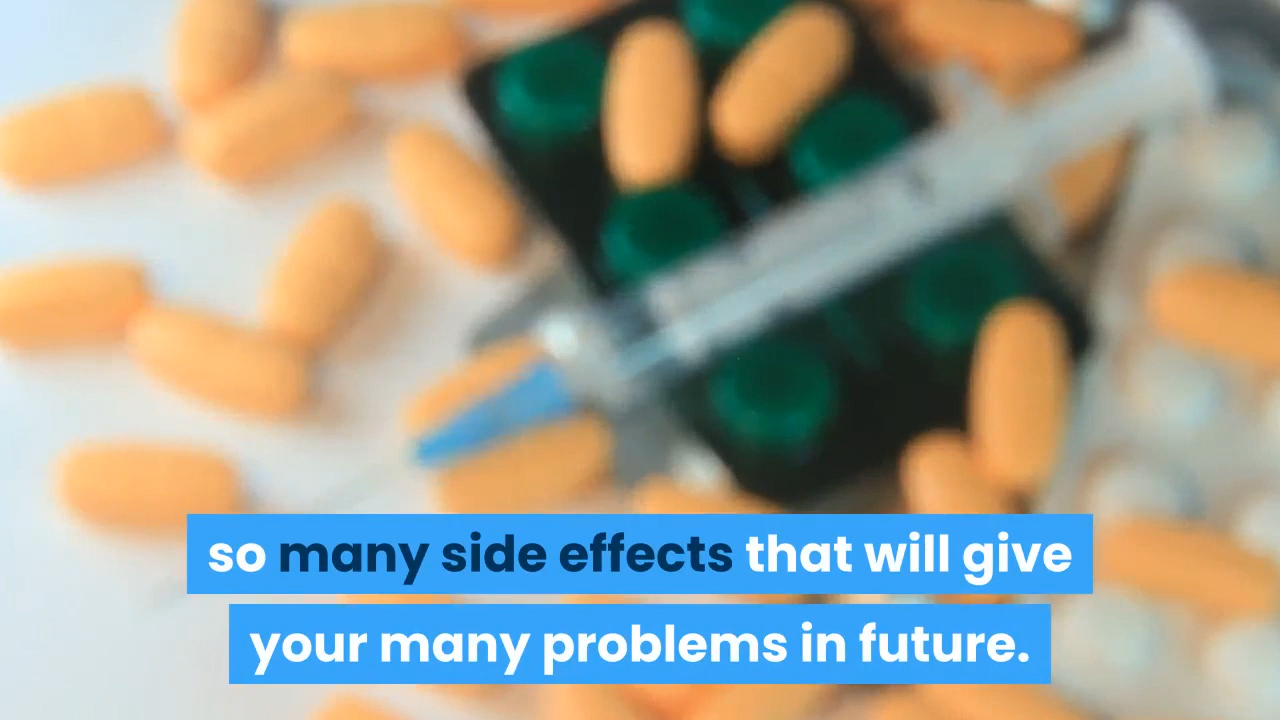 so many side effects that will give
your many problems in future.